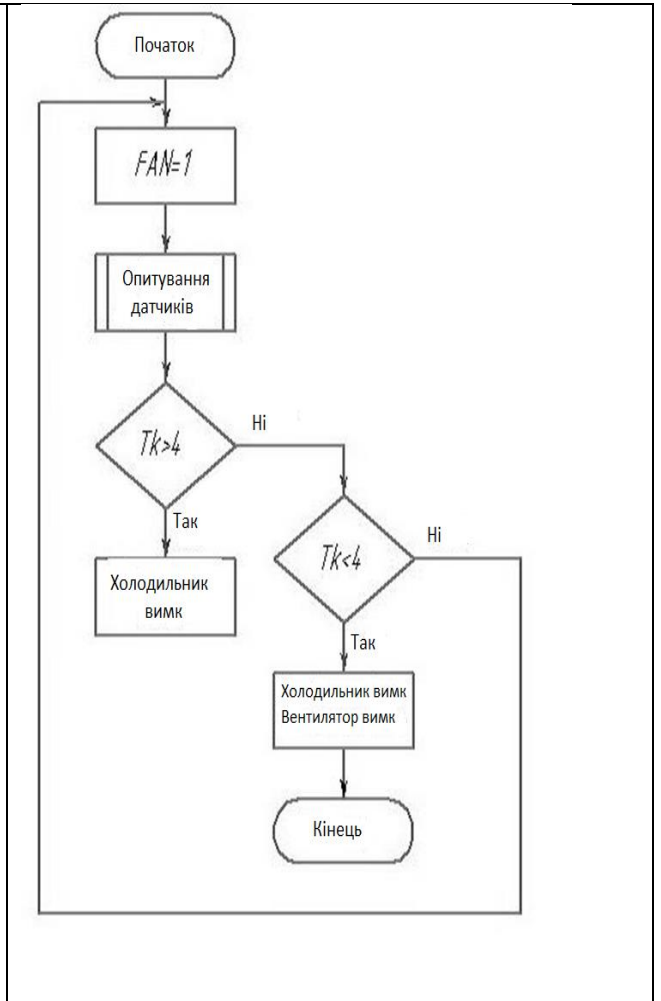 Початок
FAN=1
Опитування
датчиків
Tk>4
Ні
Так
Холодильник
вимк
Tk<4
Ні
Так
Холодильник вимк
Вентилятор вимк
Кінець